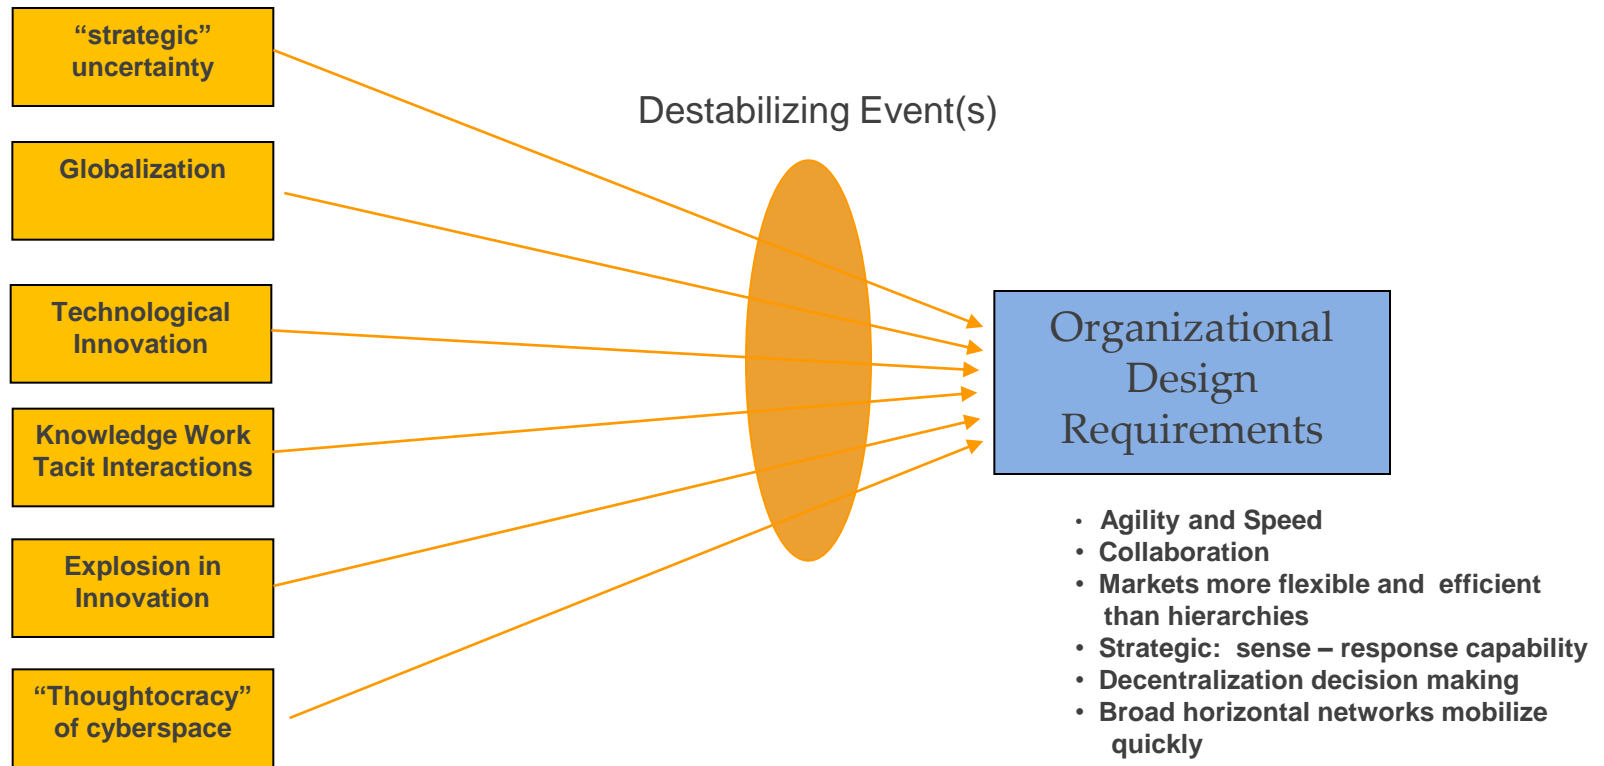 “strategic”
uncertainty
Globalization
Technological
Innovation
Knowledge Work
Tacit Interactions
Explosion in
Innovation
“Thoughtocracy”
of cyberspace
Destabilizing Event(s)
Organizational
Design
Requirements
• Agility and Speed
• Collaboration
• Markets more flexible and efficient
than hierarchies
• Strategic: sense – response capability
• Decentralization decision making
• Broad horizontal networks mobilize
quickly